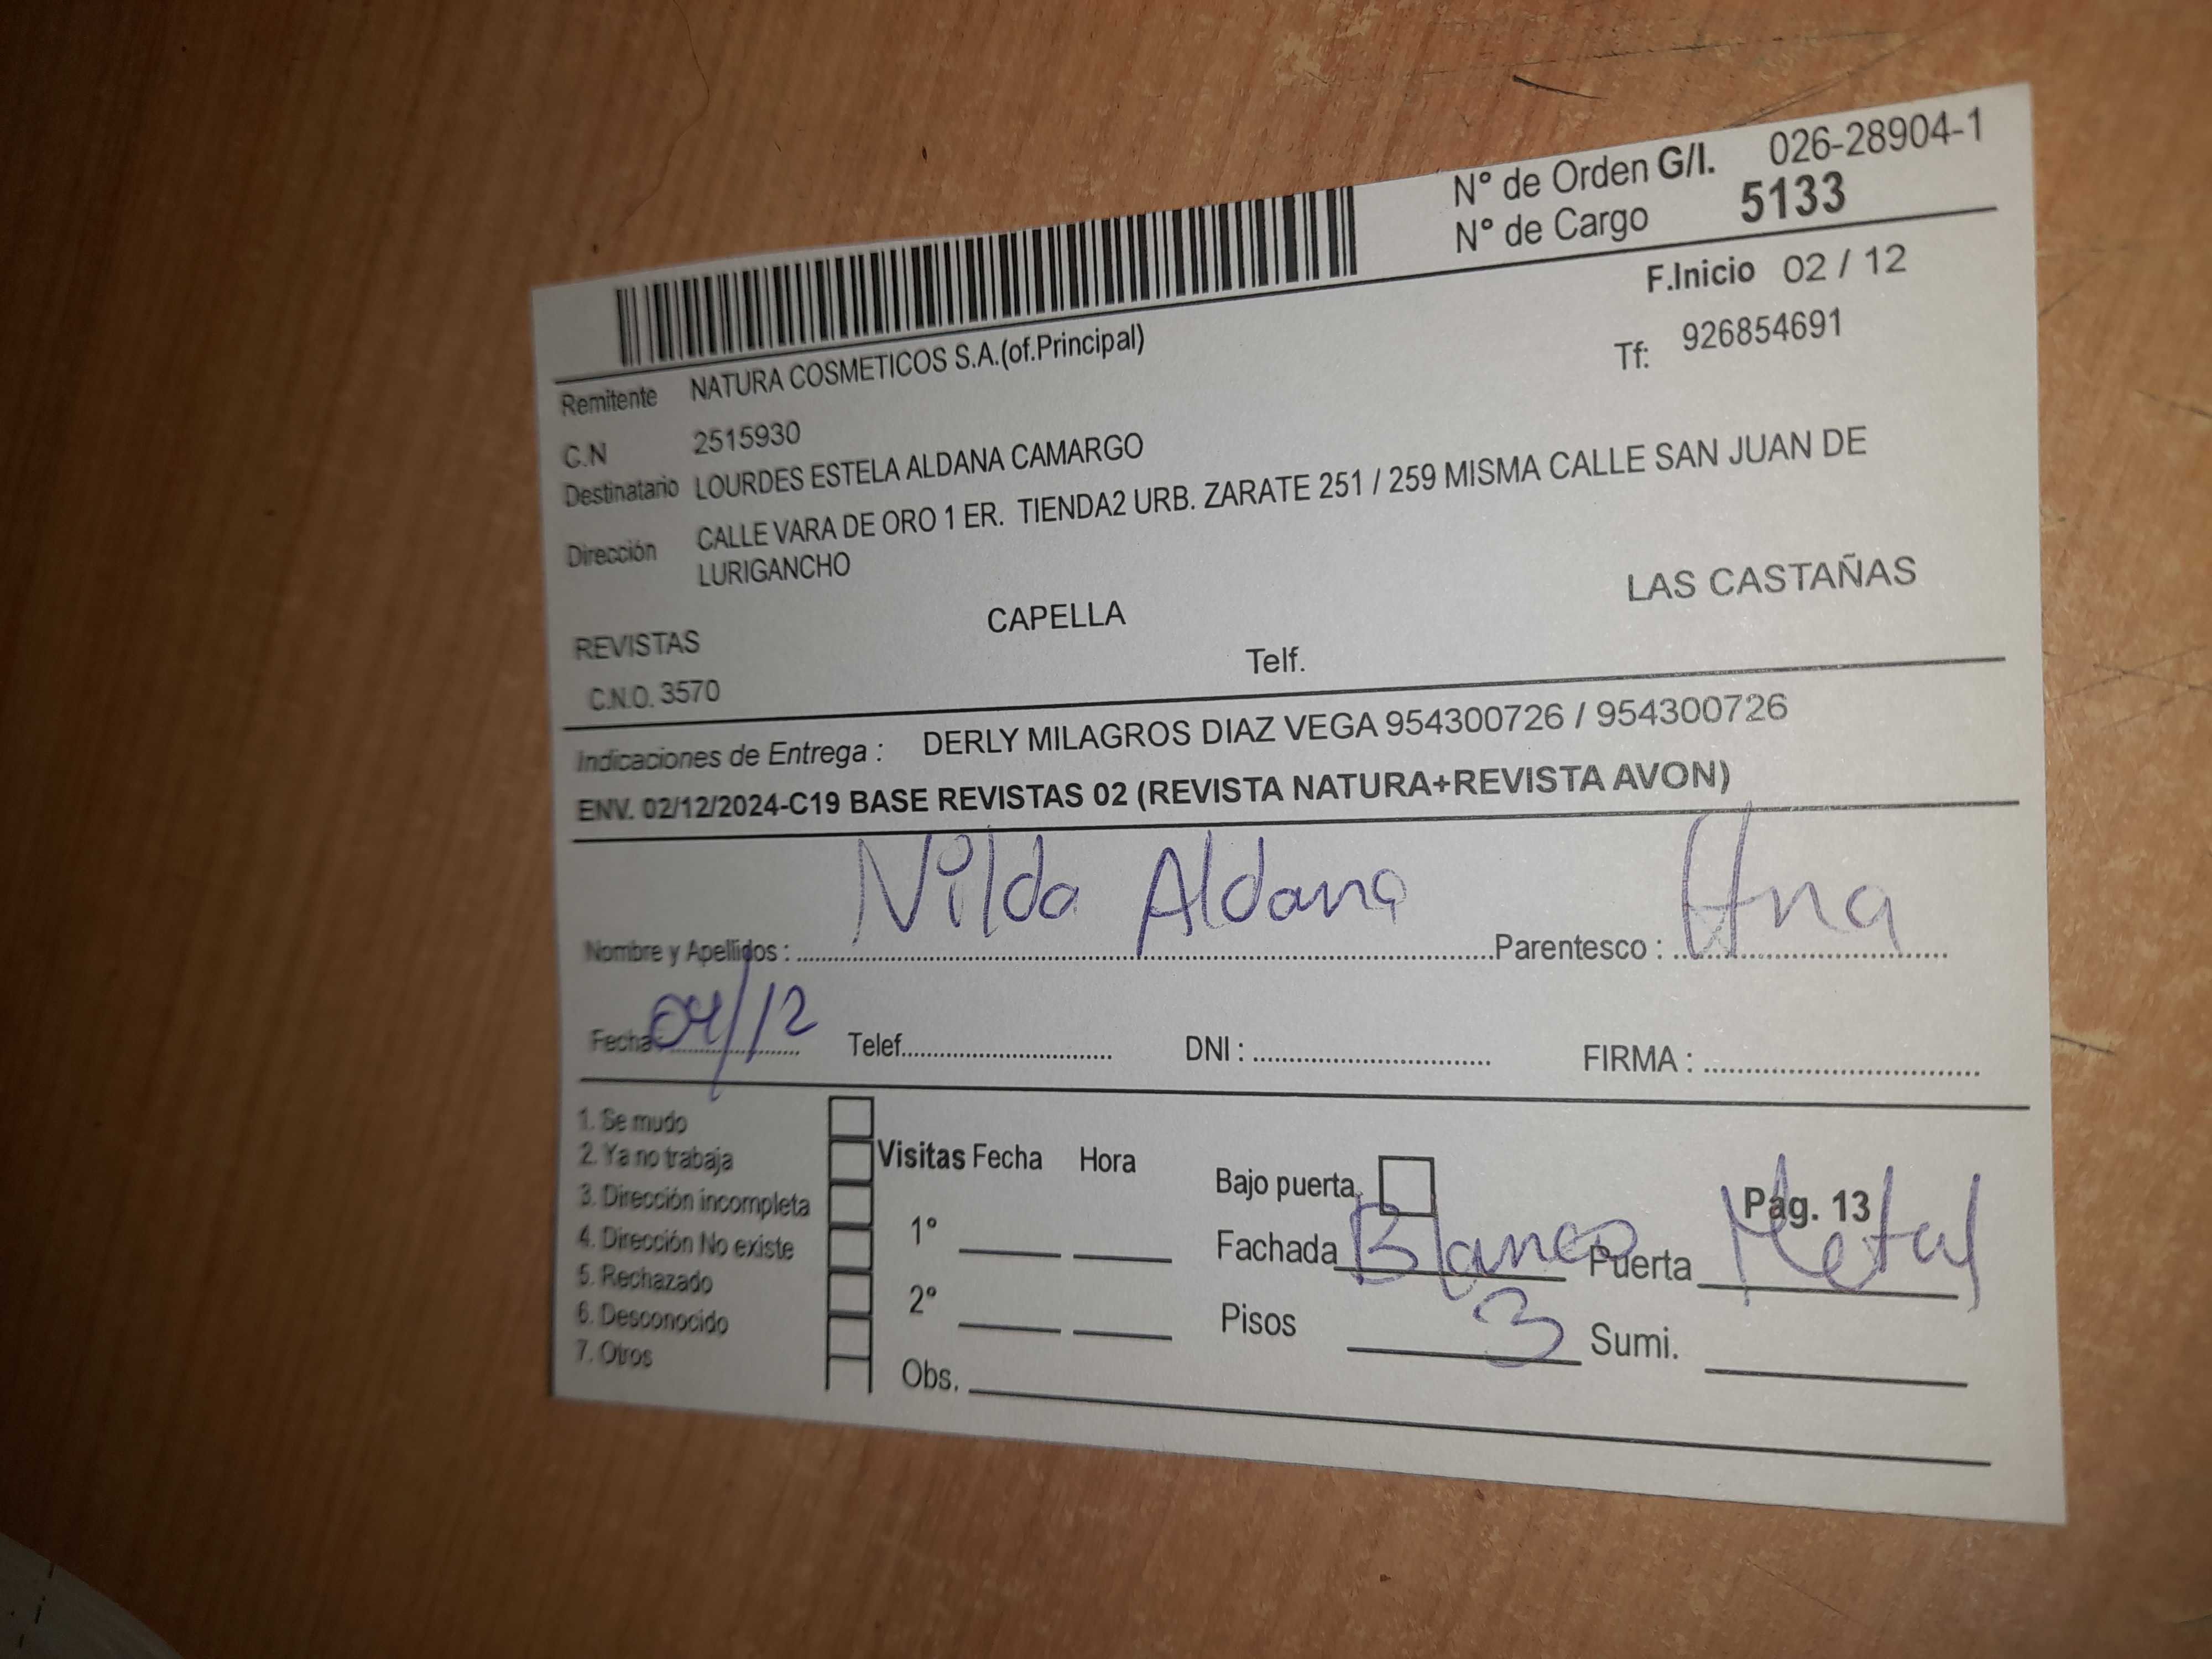 N° de Orden G/I. 026-28904-1
N° de Cargo 5133
F.Inicio 02 / 12
Remitente NATURA COSMETICOS S.A.(of.Principal) Tf: 926854691
C.N 2515930
Destinatario LOURDES ESTELA ALDANA CAMARGO
Dirección CALLE VARA DE ORO 1 ER. TIENDA2 URB. ZARATE 251 / 259 MISMA CALLE SAN JUAN DE
LURIGANCHO
REVISTAS CAPELLA LAS CASTAÑAS
C.N.O. 3570 Telf.
Indicaciones de Entrega : DERLY MILAGROS DIAZ VEGA 954300726 / 954300726
ENV. 02/12/2024-C19 BASE REVISTAS 02 (REVISTA NATURA+REVISTA AVON)
Nombre y Apellidos : Nilda Aldana Parentesco : Hna
Fecha 04/12 Telef. DNI : FIRMA :
1. Se mudo
2. Ya no trabaja
3. Dirección incompleta
4. Dirección No existe
5. Rechazado
6. Desconocido
7. Otros
Visitas Fecha Hora
1°
2°
Obs.
Bajo puerta Pág. 13
Fachada Blanco Puerta Metal
Pisos 3 Sumi.